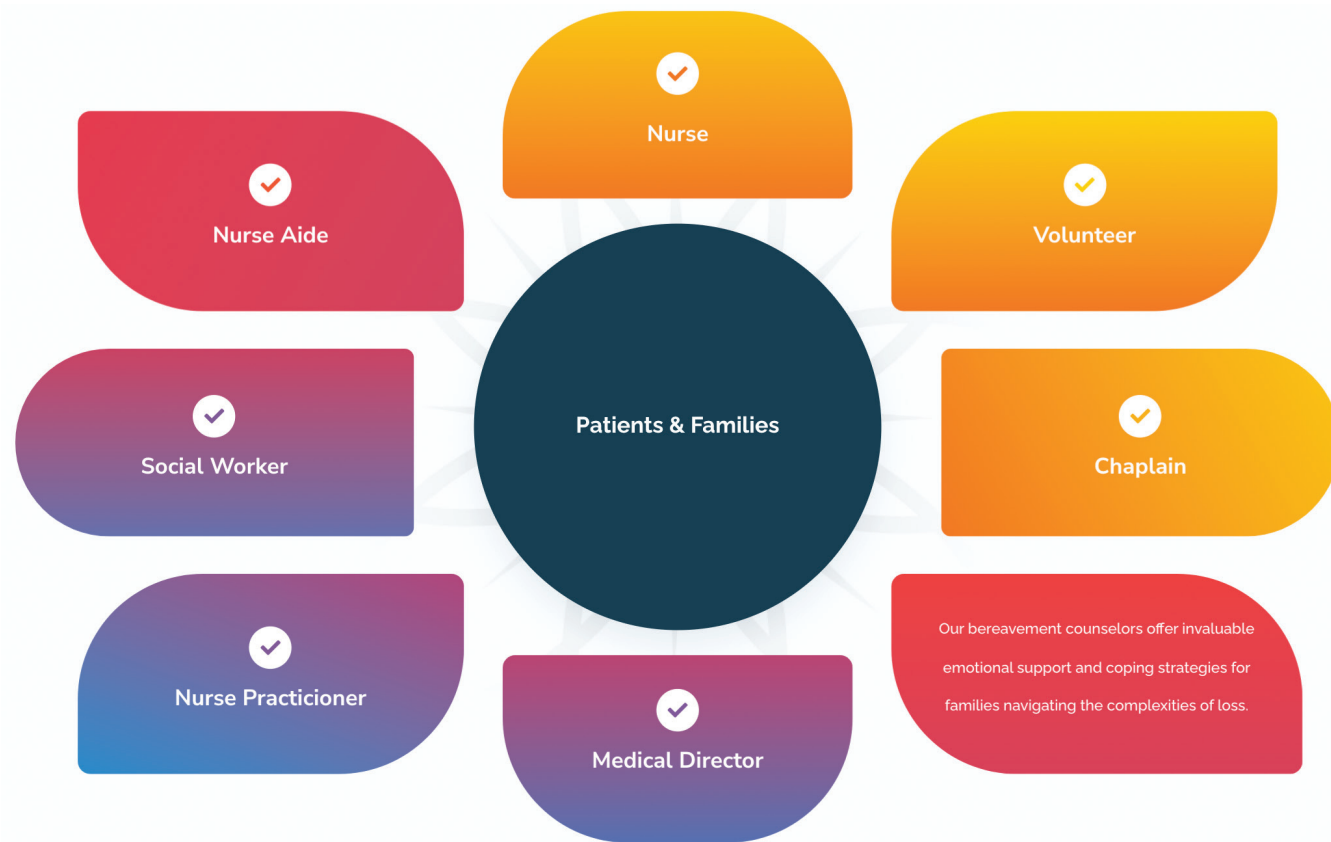 Nurse
Nurse Aide
Volunteer
Patients & Families
Social Worker
Chaplain
Our bereavement counselors offer invaluable
emotional support and coping strategies for
families navigating the complexities of loss.
Nurse Practicioner
Medical Director